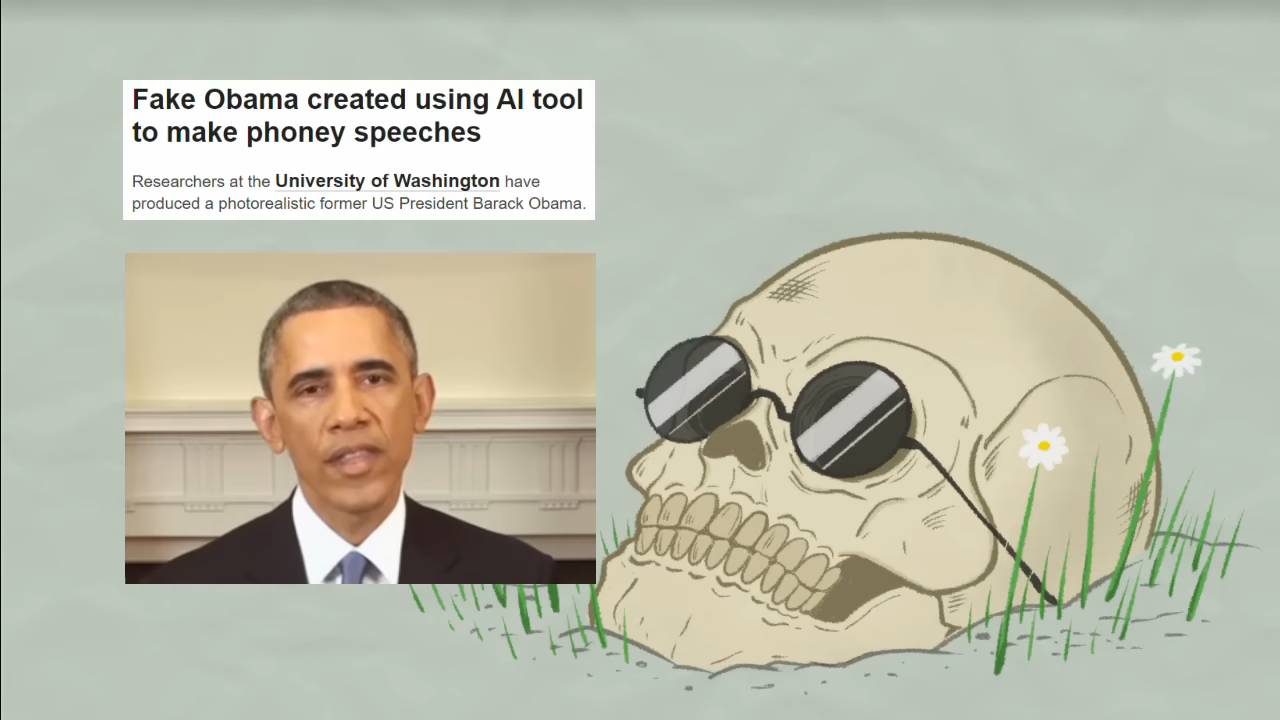 Fake Obama created using AI tool
to make phoney speeches
Researchers at the University of Washington have
produced a photorealistic former US President Barack Obama.